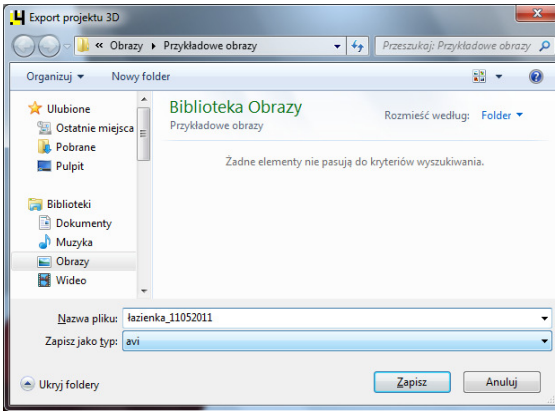 Export projektu 3D
« Obrazy Przykładowe obrazy Przeszukaj: Przykładowe obrazy
Organizuj New folder
Ulubione
Ostatnie miejsca
Pobrane
Pulpit
Biblioteki
Dokumenty
Muzyka
Obrazy
Wideo
Biblioteka Obrazy
Przykładowe obrazy
Rozmieść według: Folder
Żadne elementy nie pasują do kryteriów wyszukiwania.
Nazwa pliku: łazienka_11052011
Zapisz jako typ: avi
Ukryj foldery Zapisz Anuluj